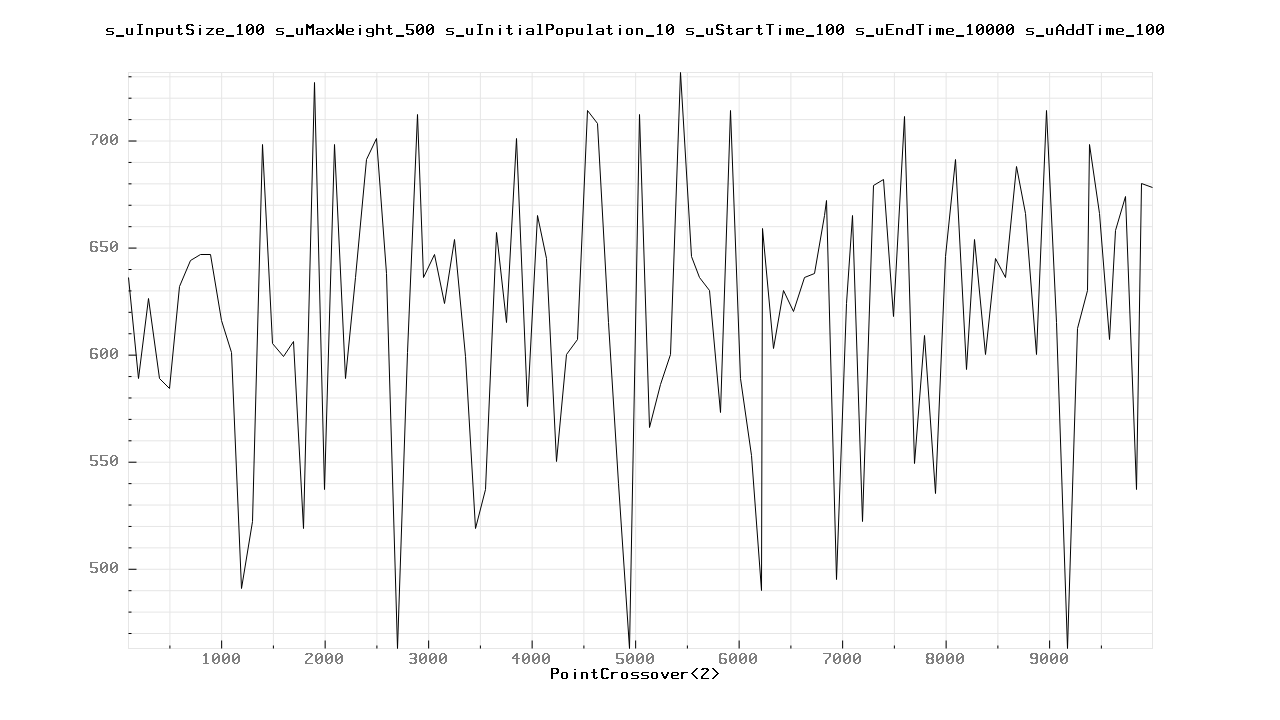 s_uInputSize_100 s_uMaxWeight_500 s_uInitialPopulation_10 s_uStartTime_100 s_uEndTime_10000 s_uAddTime_100
700
650
600
550
500
1000 2000 3000 4000 5000 6000 7000 8000 9000
PointCrossover<2>